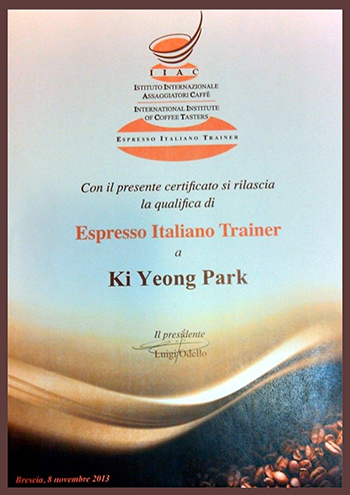 I I A C
ISTITUTO INTERNAZIONALE
ASSAGGIATORI CAFFÈ
INTERNATIONAL INSTITUTE
OF COFFEE TASTERS
ESPRESSO ITALIANO TRAINER
Con il presente certificato si rilascia
la qualifica di
Espresso Italiano Trainer
a
Ki Yeong Park
Il presidente
Luigi Odello
Brescia, 8 novembre 2013